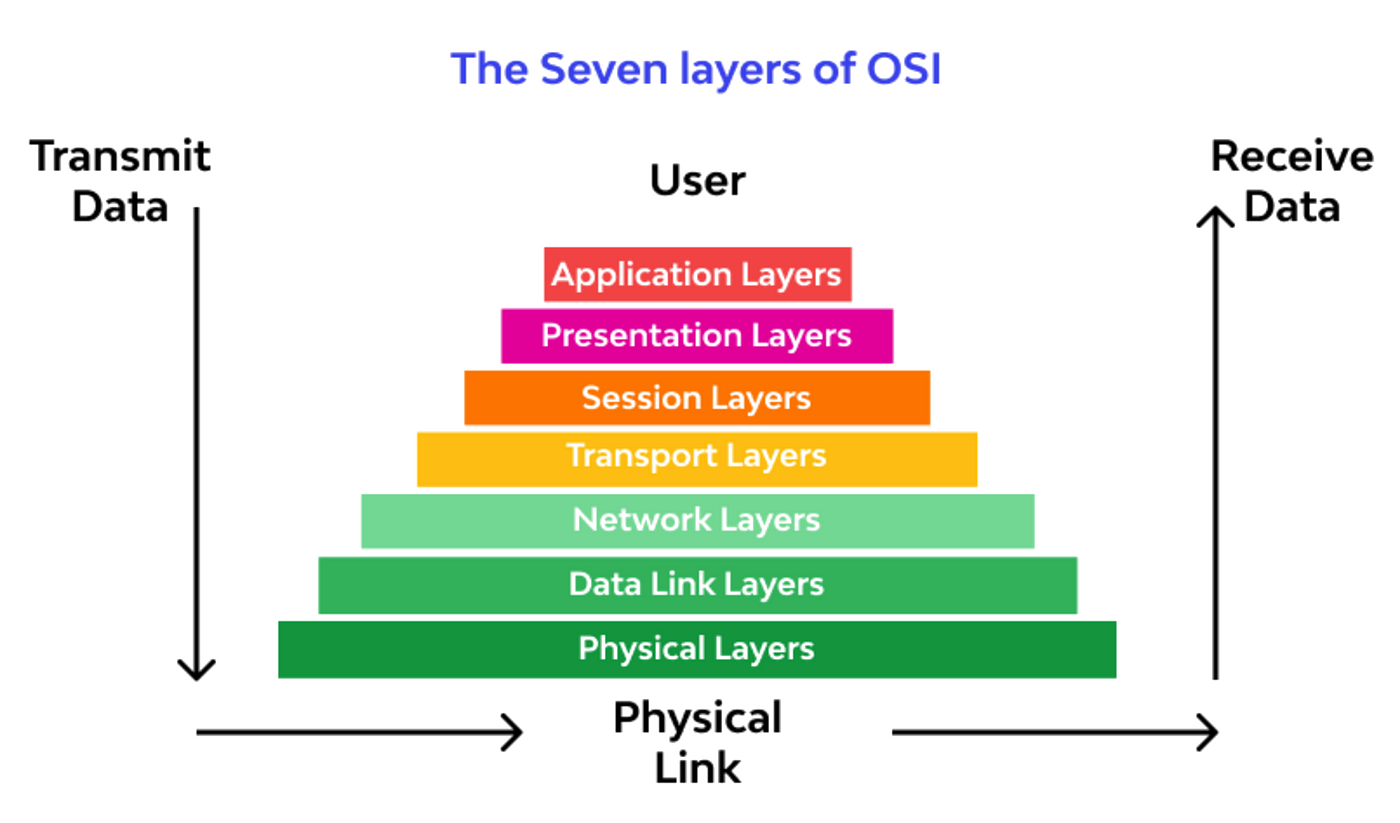 The Seven layers of OSI
Transmit
Data
User
Receive
Data
Application Layers
Presentation Layers
Session Layers
Transport Layers
Network Layers
Data Link Layers
Physical Layers
Physical
Link